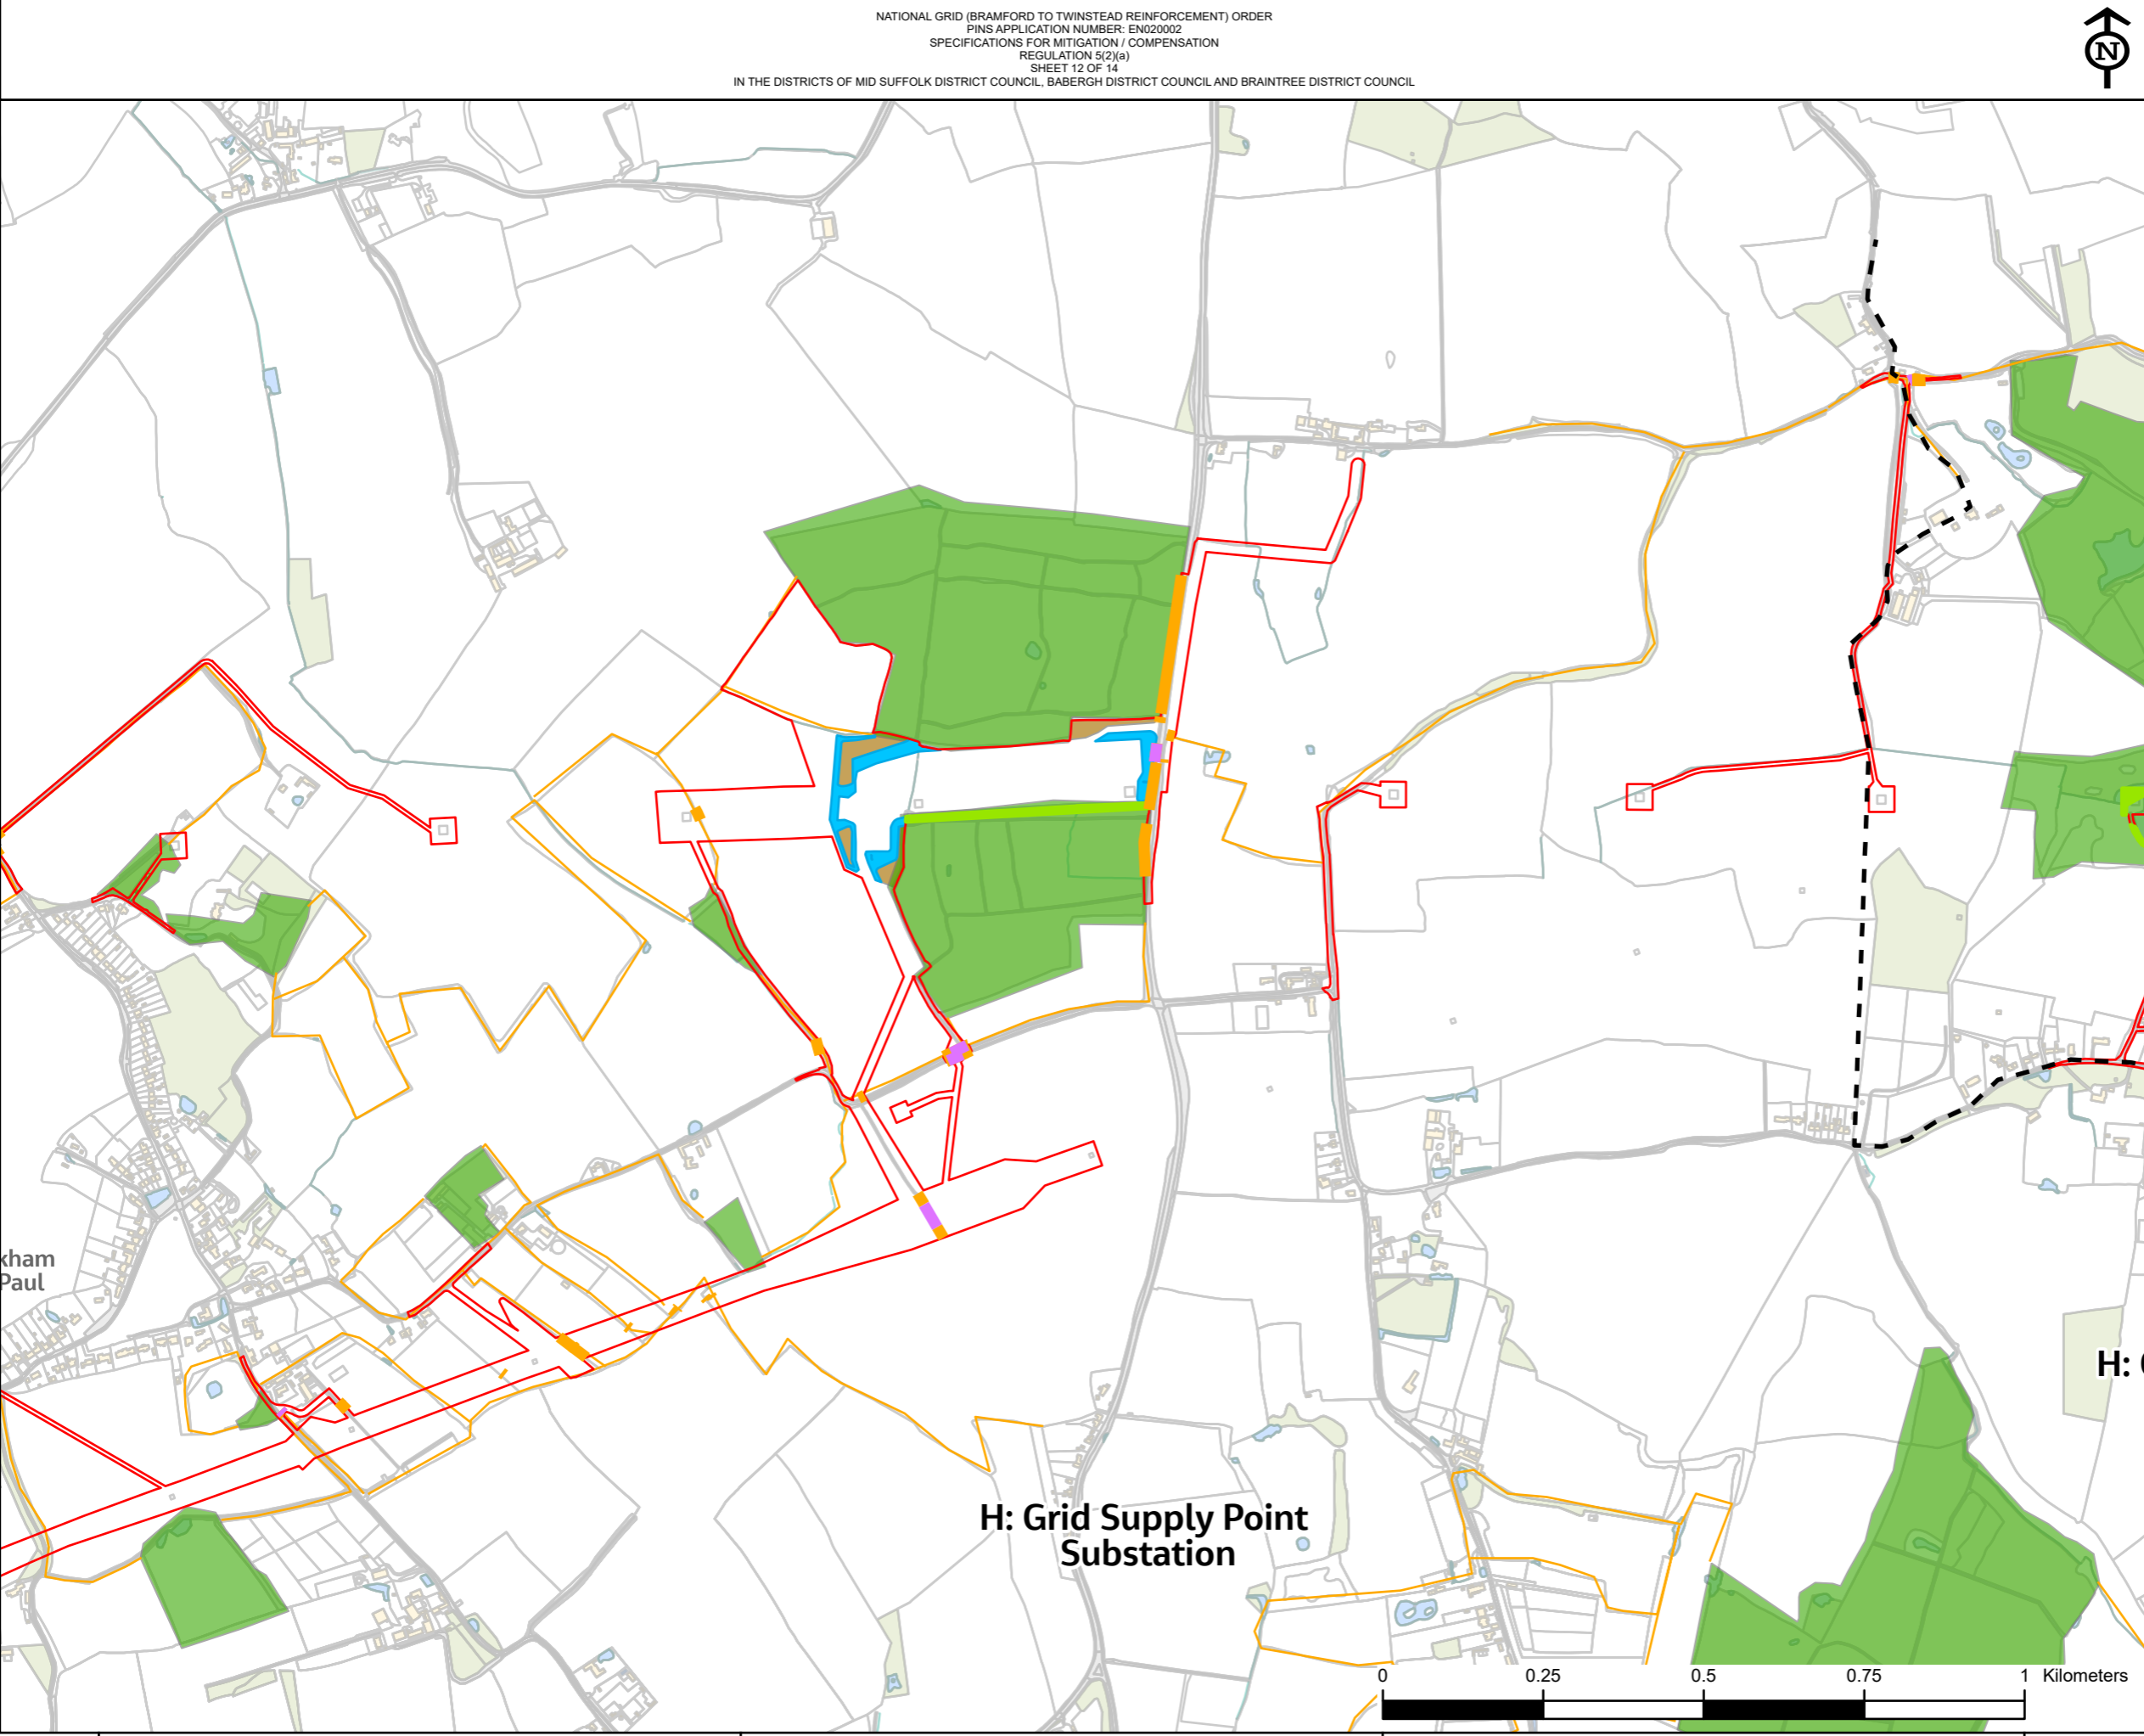 NATIONAL GRID (BRAMFORD TO TWINSTEAD REINFORCEMENT) ORDER
PINS APPLICATION NUMBER: EN020002
SPECIFICATIONS FOR MITIGATION / COMPENSATION
REGULATION 5(2)(a)
SHEET 12 OF 14
IN THE DISTRICTS OF MID SUFFOLK DISTRICT COUNCIL, BABERGH DISTRICT COUNCIL AND BRAINTREE DISTRICT COUNCIL
N
kham
Paul
H:
H: Grid Supply Point
Substation
0 0.25 0.5 0.75 1 Kilometers